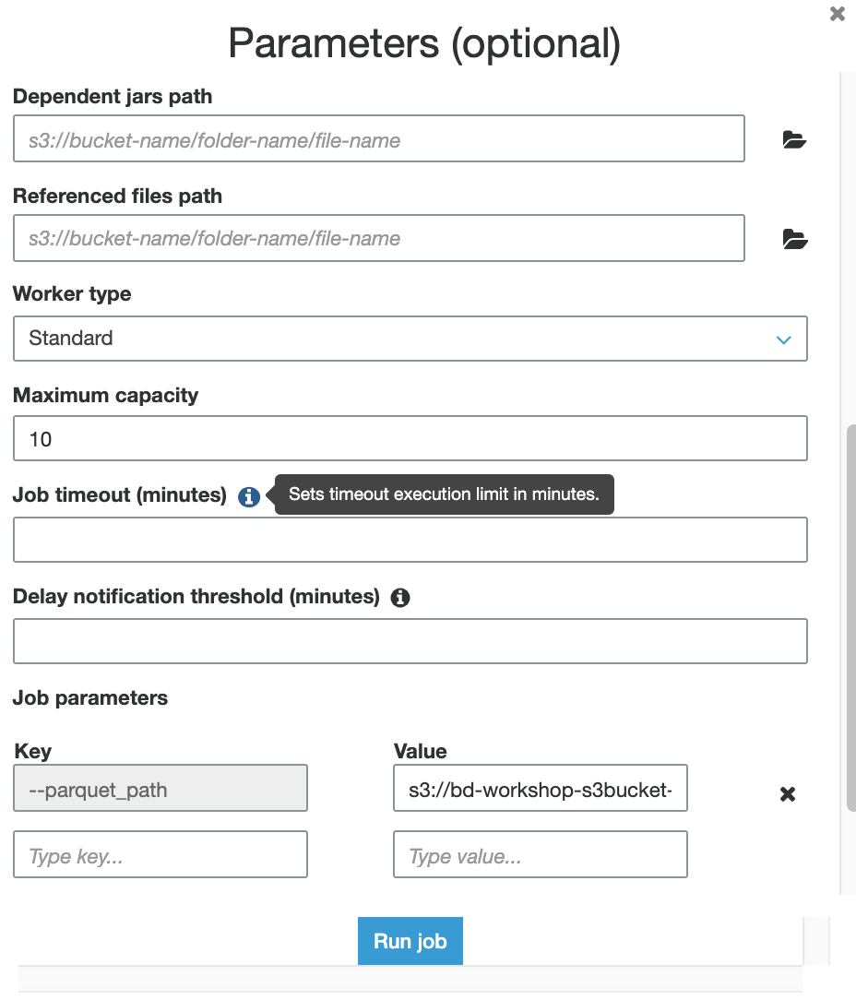 Parameters (optional)
Dependent jars path
s3://bucket-name/folder-name/file-name
Referenced files path
s3://bucket-name/folder-name/file-name
Worker type
Standard
Maximum capacity
10
Job timeout (minutes) Sets timeout execution limit in minutes.
Delay notification threshold (minutes)
Job parameters
Key Value
--parquet_path s3://bd-workshop-s3bucket-
Type key... Type value...
Run job